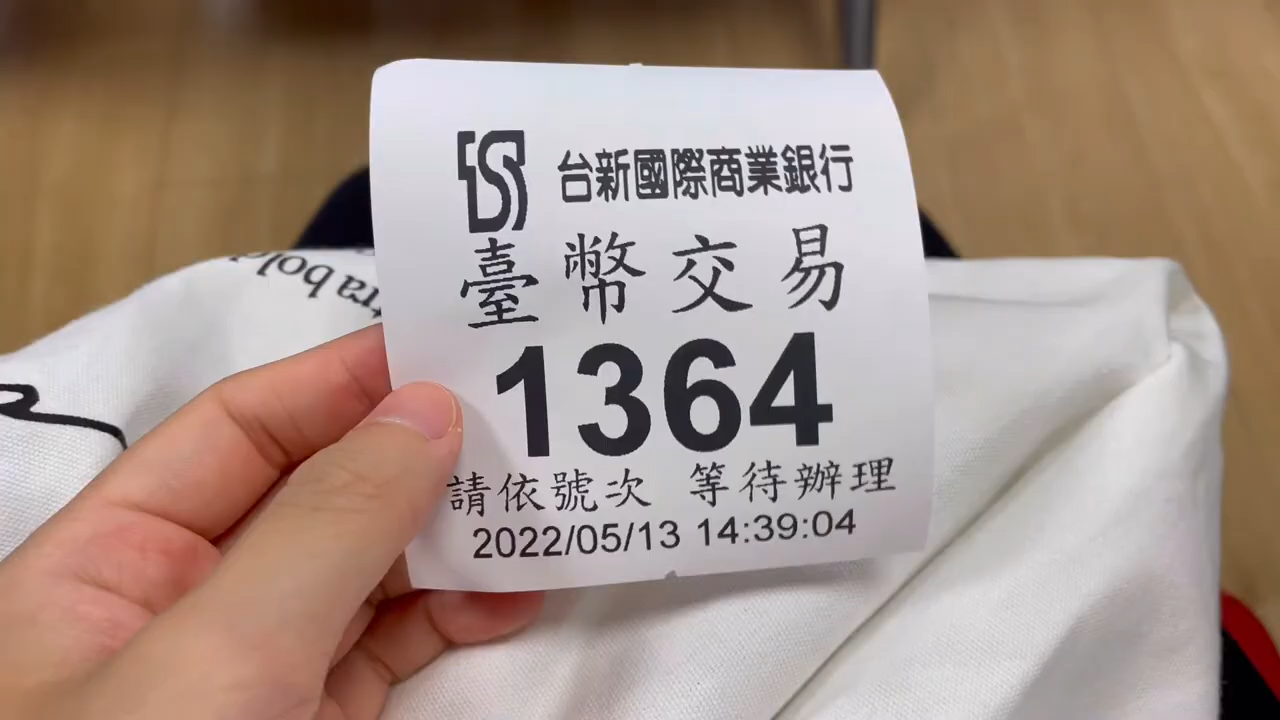 台新國際商業銀行
臺幣交易
1364
請依號次 等待辦理
2022/05/13 14:39:04